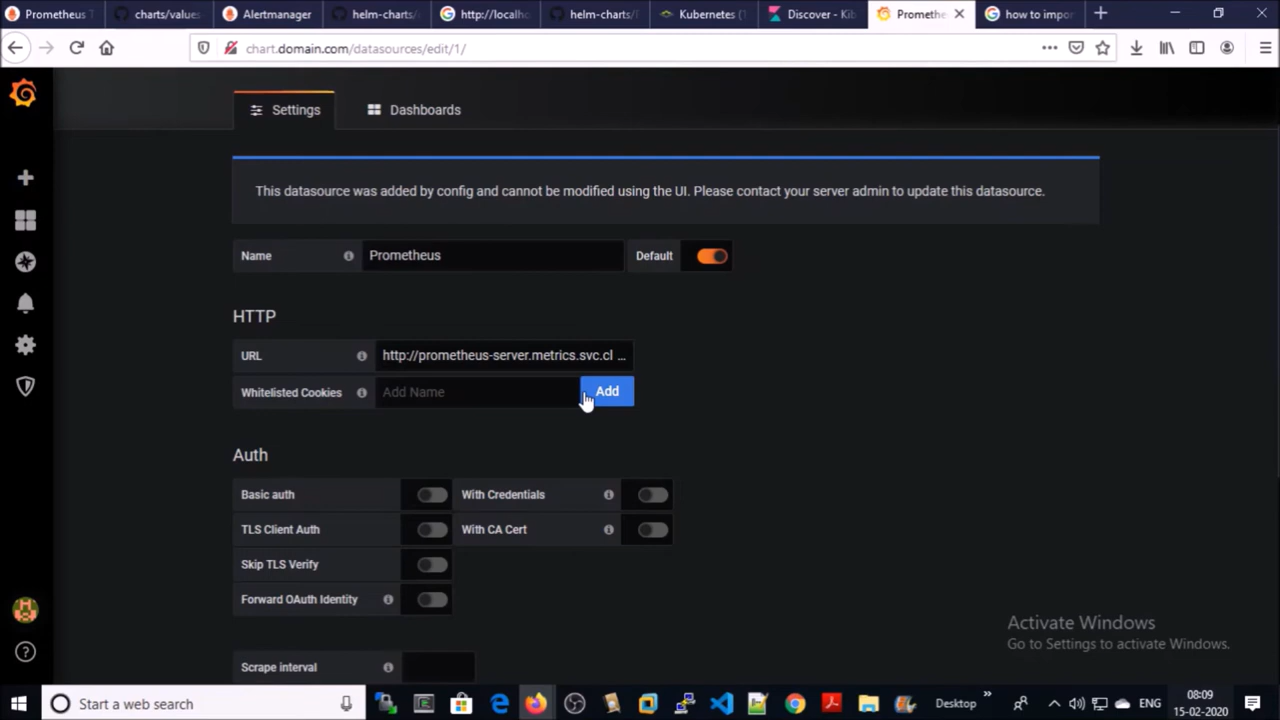 Prometheus T
charts/values
Alertmanager
helm-charts/
http://localho
helm-charts/
Kubernetes (1
Discover - Kib
Prometheu
how to impor
chart.domain.com/datasources/edit/1/
Settings
Dashboards
This datasource was added by config and cannot be modified using the UI. Please contact your server admin to update this datasource.
Name Prometheus Default
HTTP
URL http://prometheus-server.metrics.svc.cl ...
Whitelisted Cookies Add Name Add
Auth
Basic auth With Credentials
TLS Client Auth With CA Cert
Skip TLS Verify
Forward OAuth Identity
Scrape interval
Activate Windows
Go to Settings to activate Windows.
Start a web search
Desktop
ENG
08:09
15-02-2020